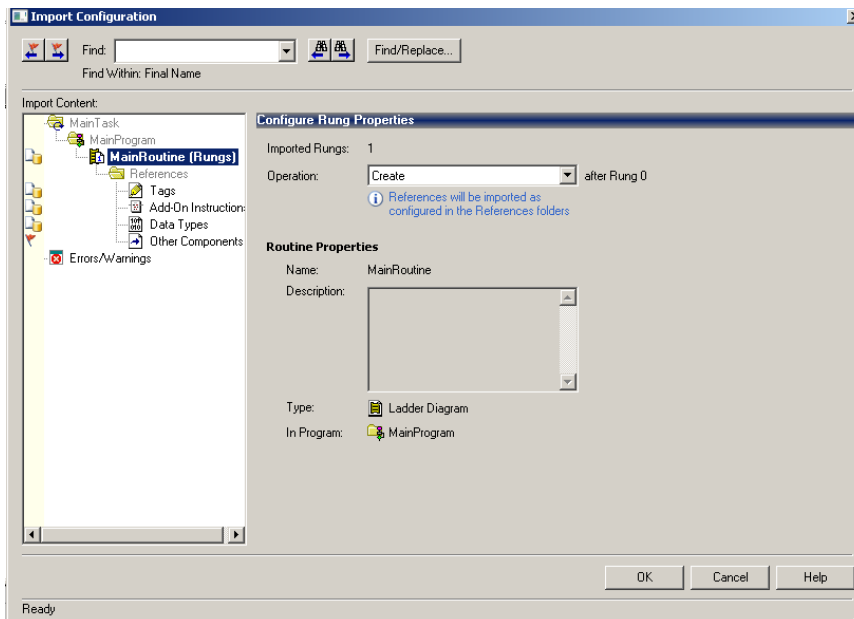 Import Configuration
Find:
Find/Replace...
Find Within: Final Name
Import Content:
MainTask
MainProgram
MainRoutine (Rungs)
References
Tags
Add-On Instruction
Data Types
Other Components
Errors/Warnings
Configure Rung Properties
Imported Rungs: 1
Operation: Create after Rung 0
References will be imported as
configured in the References folders
Routine Properties
Name: MainRoutine
Description:
Type: Ladder Diagram
In Program: MainProgram
OK Cancel Help
Ready